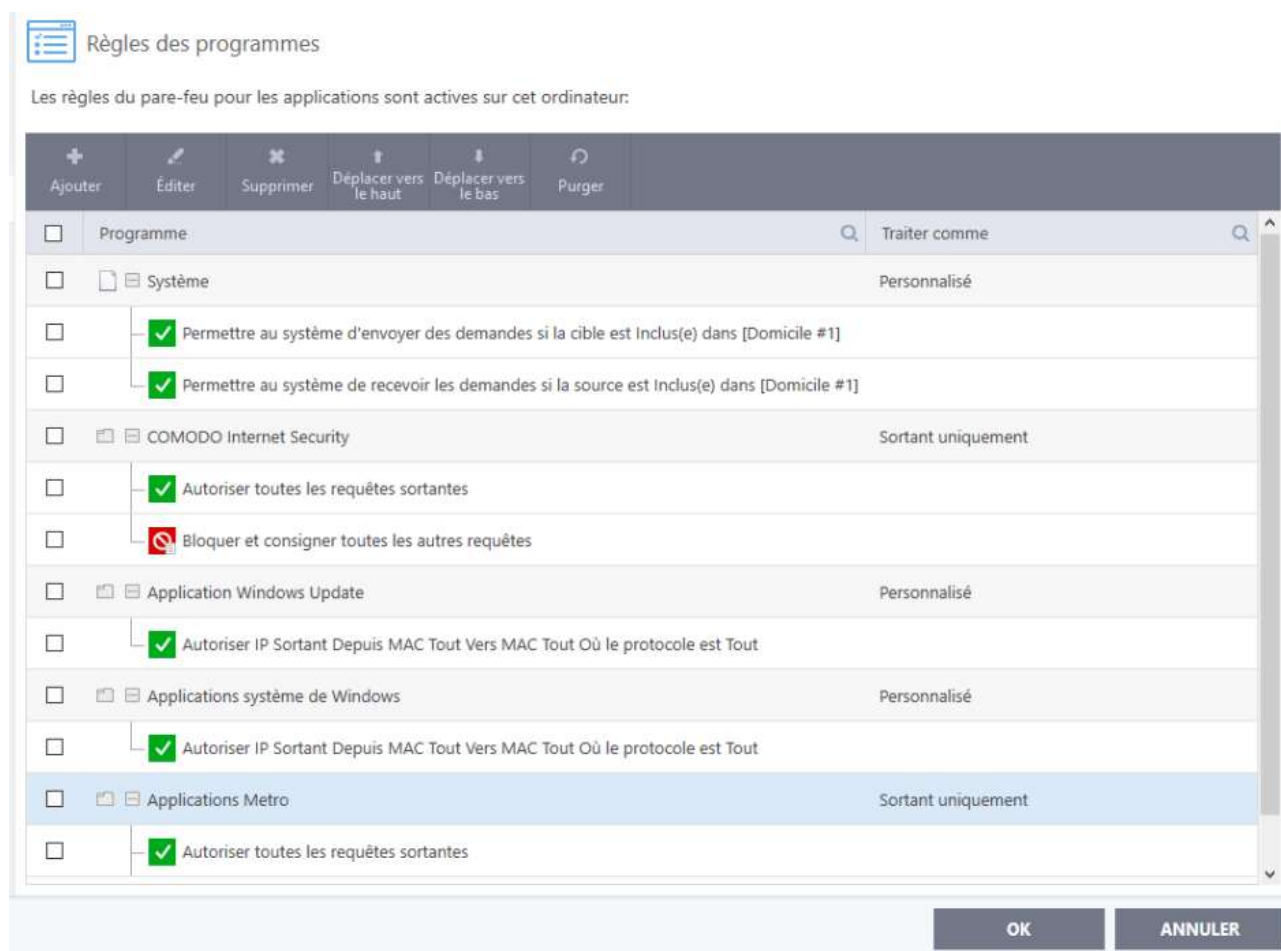 Règles des programmes
Les règles du pare-feu pour les applications sont actives sur cet ordinateur:
Ajouter
Éditer
Supprimer
Déplacer vers
le haut
Déplacer vers
le bas
Purger
Programme
Traiter comme
Système
Personnalisé
Permettre au système d'envoyer des demandes si la cible est Inclus(e) dans [Domicile #1]
Permettre au système de recevoir les demandes si la source est Inclus(e) dans [Domicile #1]
COMODO Internet Security
Sortant uniquement
Autoriser toutes les requêtes sortantes
Bloquer et consigner toutes les autres requêtes
Application Windows Update
Personnalisé
Autoriser IP Sortant Depuis MAC Tout Vers MAC Tout Où le protocole est Tout
Applications système de Windows
Personnalisé
Autoriser IP Sortant Depuis MAC Tout Vers MAC Tout Où le protocole est Tout
Applications Metro
Sortant uniquement
Autoriser toutes les requêtes sortantes
OK
ANNULER